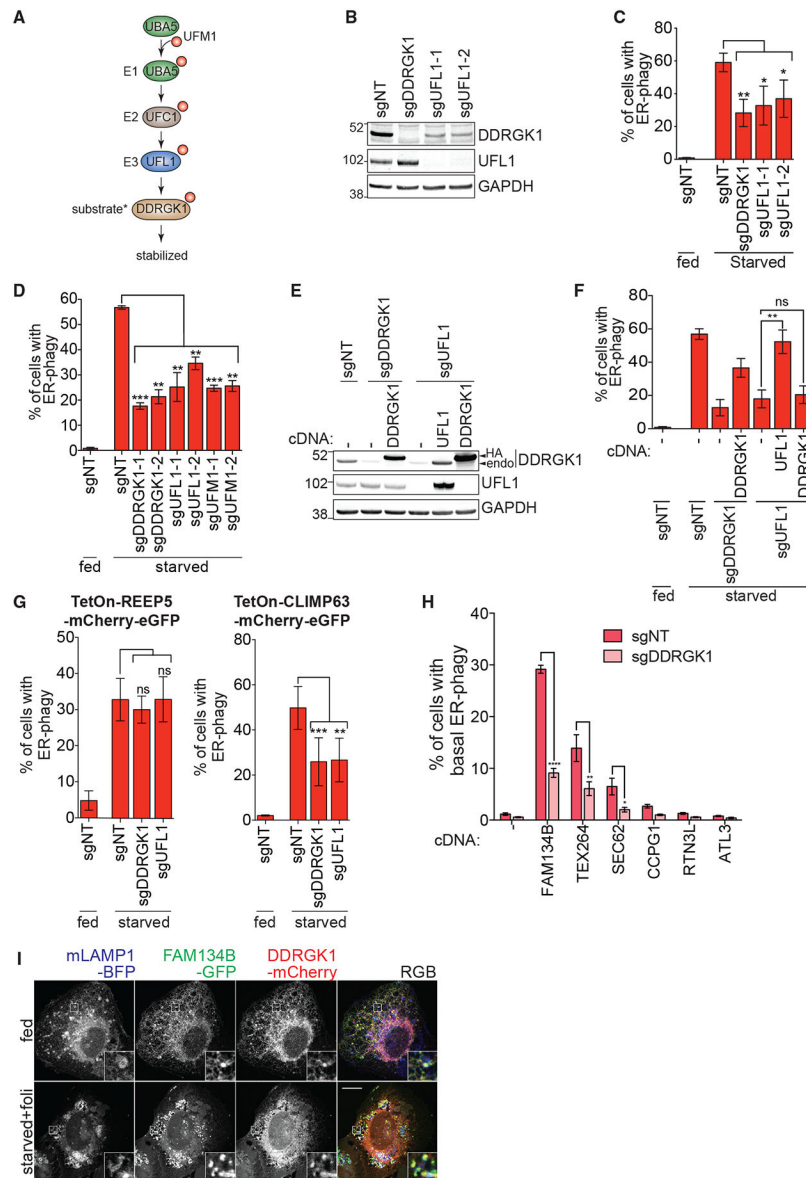 A
UBA5
UFM1
E1 UBA5
E2 UFC1
E3 UFL1
substrate* DDRGK1
stabilized
B
sgNT
sgDDRGK1
sgUFL1-1
sgUFL1-2
52
DDRGK1
102
UFL1
GAPDH
38
C
% of cells with
ER-phagy
80
60
40
20
0
**
*
*
sgNT
sgNT
sgDDRGK1
sgUFL1-1
sgUFL1-2
fed
Starved
D
% of cells with
ER-phagy
60
50
40
30
20
10
0
***
**
**
**
***
**
sgNT
sgNT
sgDDRGK1-1
sgDDRGK1-2
sgUFL1-1
sgUFL1-2
sgUFM1-1
sgUFM1-2
fed
starved
E
sgNT
sgDDRGK1
sgUFL1
cDNA:
-
-
DDRGK1
-
UFL1
DDRGK1
52
HA
endo
DDRGK1
102
UFL1
GAPDH
38
F
% of cells with
ER-phagy
80
60
40
20
0
ns
**
cDNA:
-
-
-
DDRGK1
-
UFL1
DDRGK1
sgNT
sgNT
sgDDRGK1
sgUFL1
fed
starved
G
TetOn-REEP5
-mCherry-eGFP
% of cells with
ER-phagy
50
40
30
20
10
0
ns
ns
sgNT
sgNT
sgDDRGK1
sgUFL1
fed
starved
TetOn-CLIMP63
-mCherry-eGFP
% of cells with
ER-phagy
80
60
40
20
0
***
**
sgNT
sgNT
sgDDRGK1
sgUFL1
fed
starved
H
% of cells with
basal ER-phagy
40
30
20
10
0
sgNT
sgDDRGK1
****
**
*
cDNA:
-
FAM134B
TEX264
SEC62
CCPG1
RTN3L
ATL3
I
mLAMP1
-BFP
FAM134B
-GFP
DDRGK1
-mCherry
RGB
fed
starved+foli